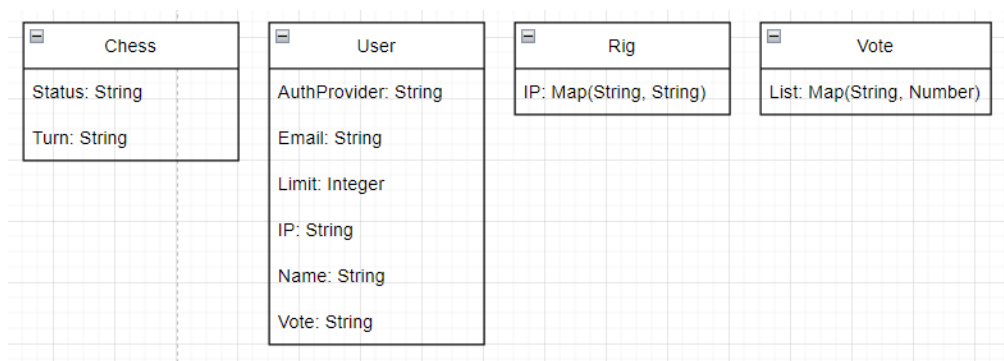 Chess
Status: String
Turn: String
User
AuthProvider: String
Email: String
Limit: Integer
IP: String
Name: String
Vote: String
Rig
IP: Map(String, String)
Vote
List: Map(String, Number)